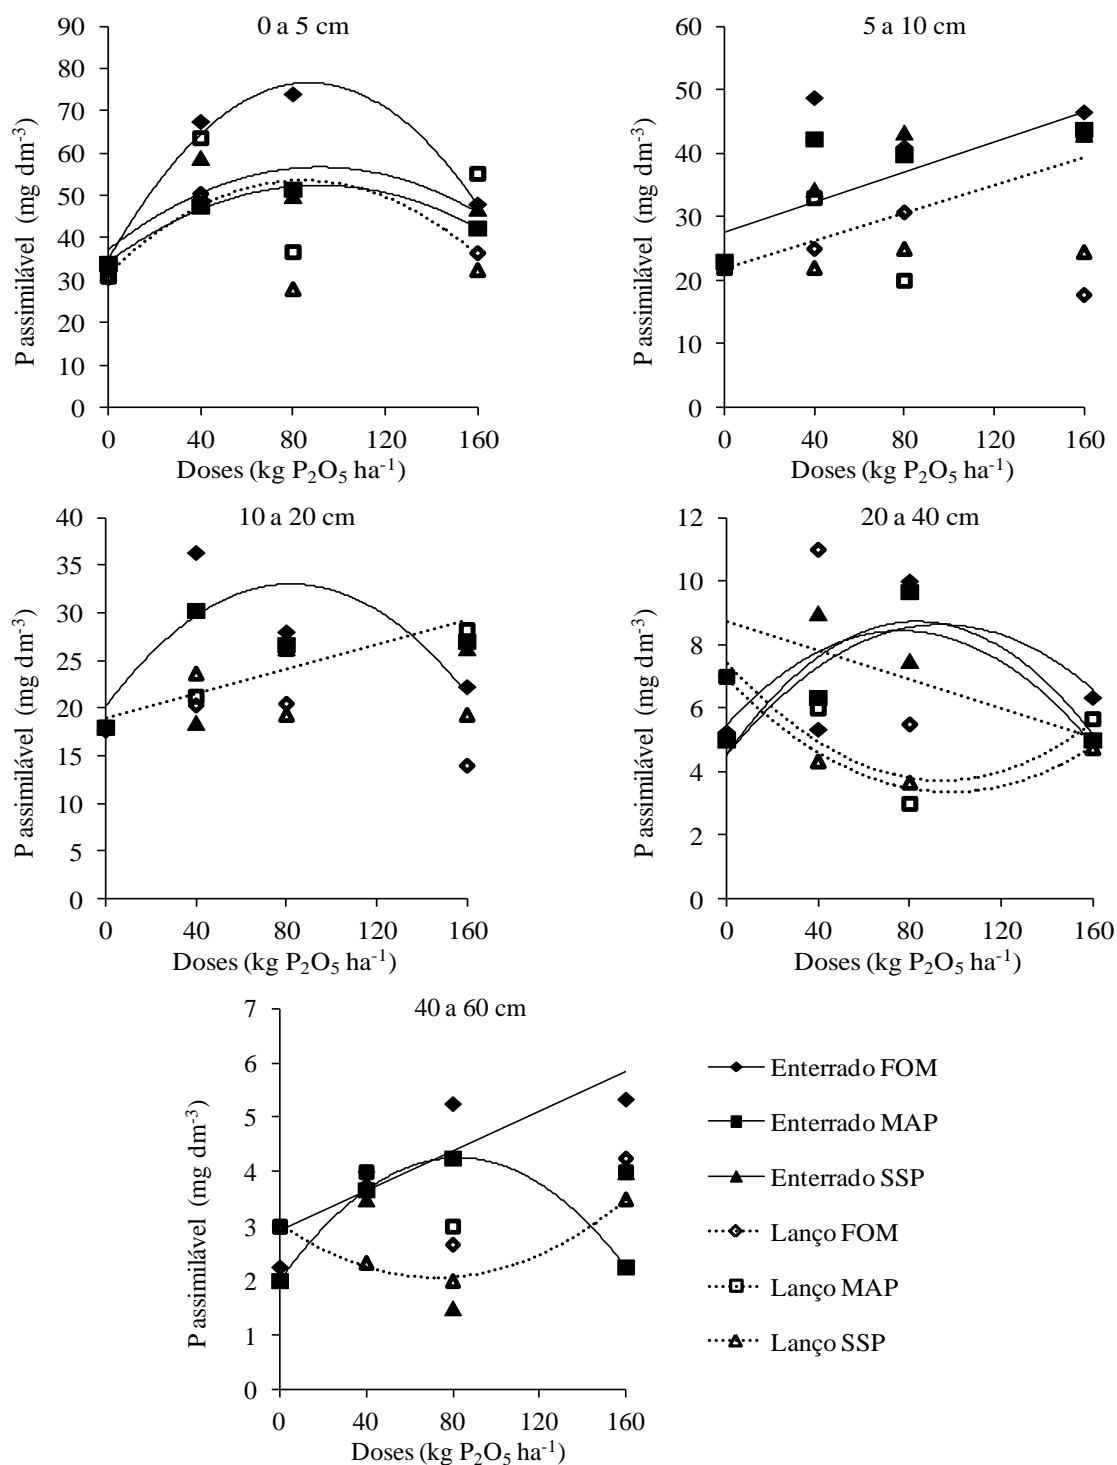 0 a 5 cm
P assimilável (mg dm-3)
90
80
70
60
50
40
30
20
10
0
0 40 80 120 160
Doses (kg P2O5 ha-1)
5 a 10 cm
P assimilável (mg dm-3)
60
50
40
30
20
10
0
0 40 80 120 160
Doses (kg P2O5 ha-1)
10 a 20 cm
P assimilável (mg dm-3)
40
35
30
25
20
15
10
5
0
0 40 80 120 160
Doses (kg P2O5 ha-1)
20 a 40 cm
P assimilável (mg dm-3)
12
10
8
6
4
2
0
0 40 80 120 160
Doses (kg P2O5 ha-1)
40 a 60 cm
P assimilável (mg dm-3)
7
6
5
4
3
2
1
0
0 40 80 120 160
Doses (kg P2O5 ha-1)
Enterrado FOM
Enterrado MAP
Enterrado SSP
Lanço FOM
Lanço MAP
Lanço SSP